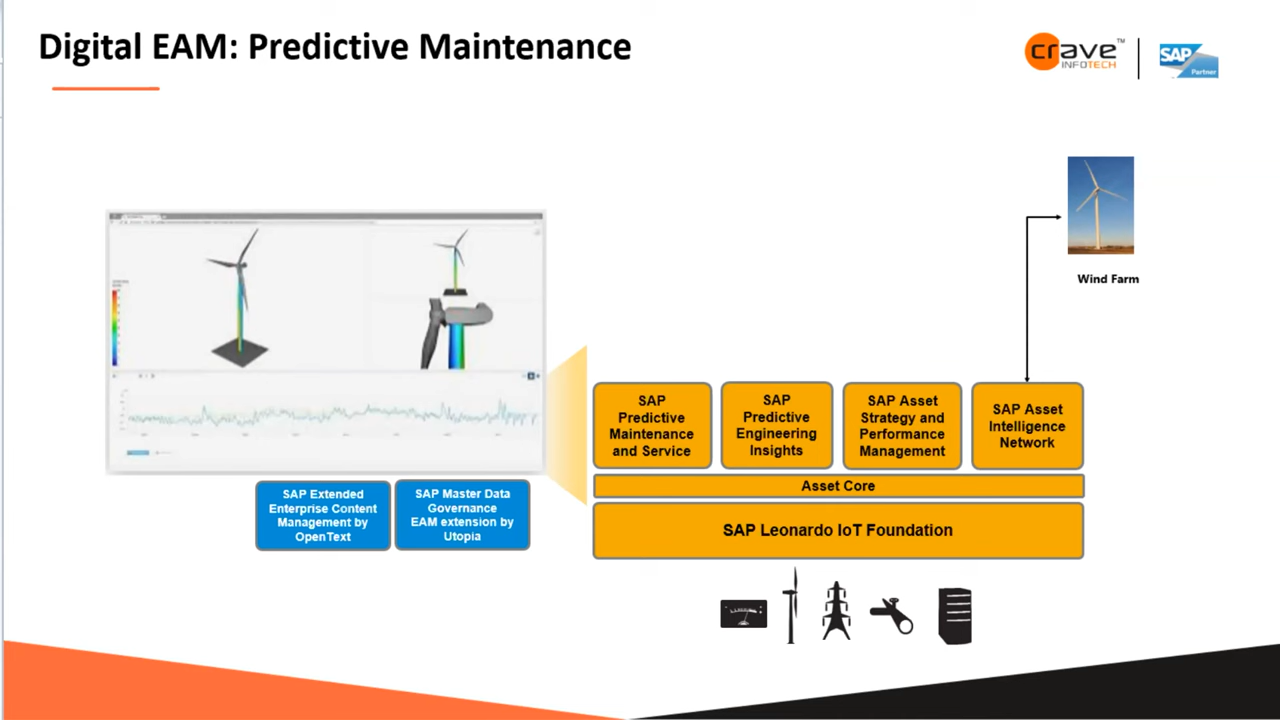 Digital EAM: Predictive Maintenance
crave™
INFOTECH
SAP
Partner
Wind Farm
SAP
Predictive
Maintenance
and Service
SAP
Predictive
Engineering
Insights
SAP Asset
Strategy and
Performance
Management
SAP Asset
Intelligence
Network
Asset Core
SAP Leonardo IoT Foundation
SAP Extended
Enterprise Content
Management by
OpenText
SAP Master Data
Governance
EAM extension by
Utopia